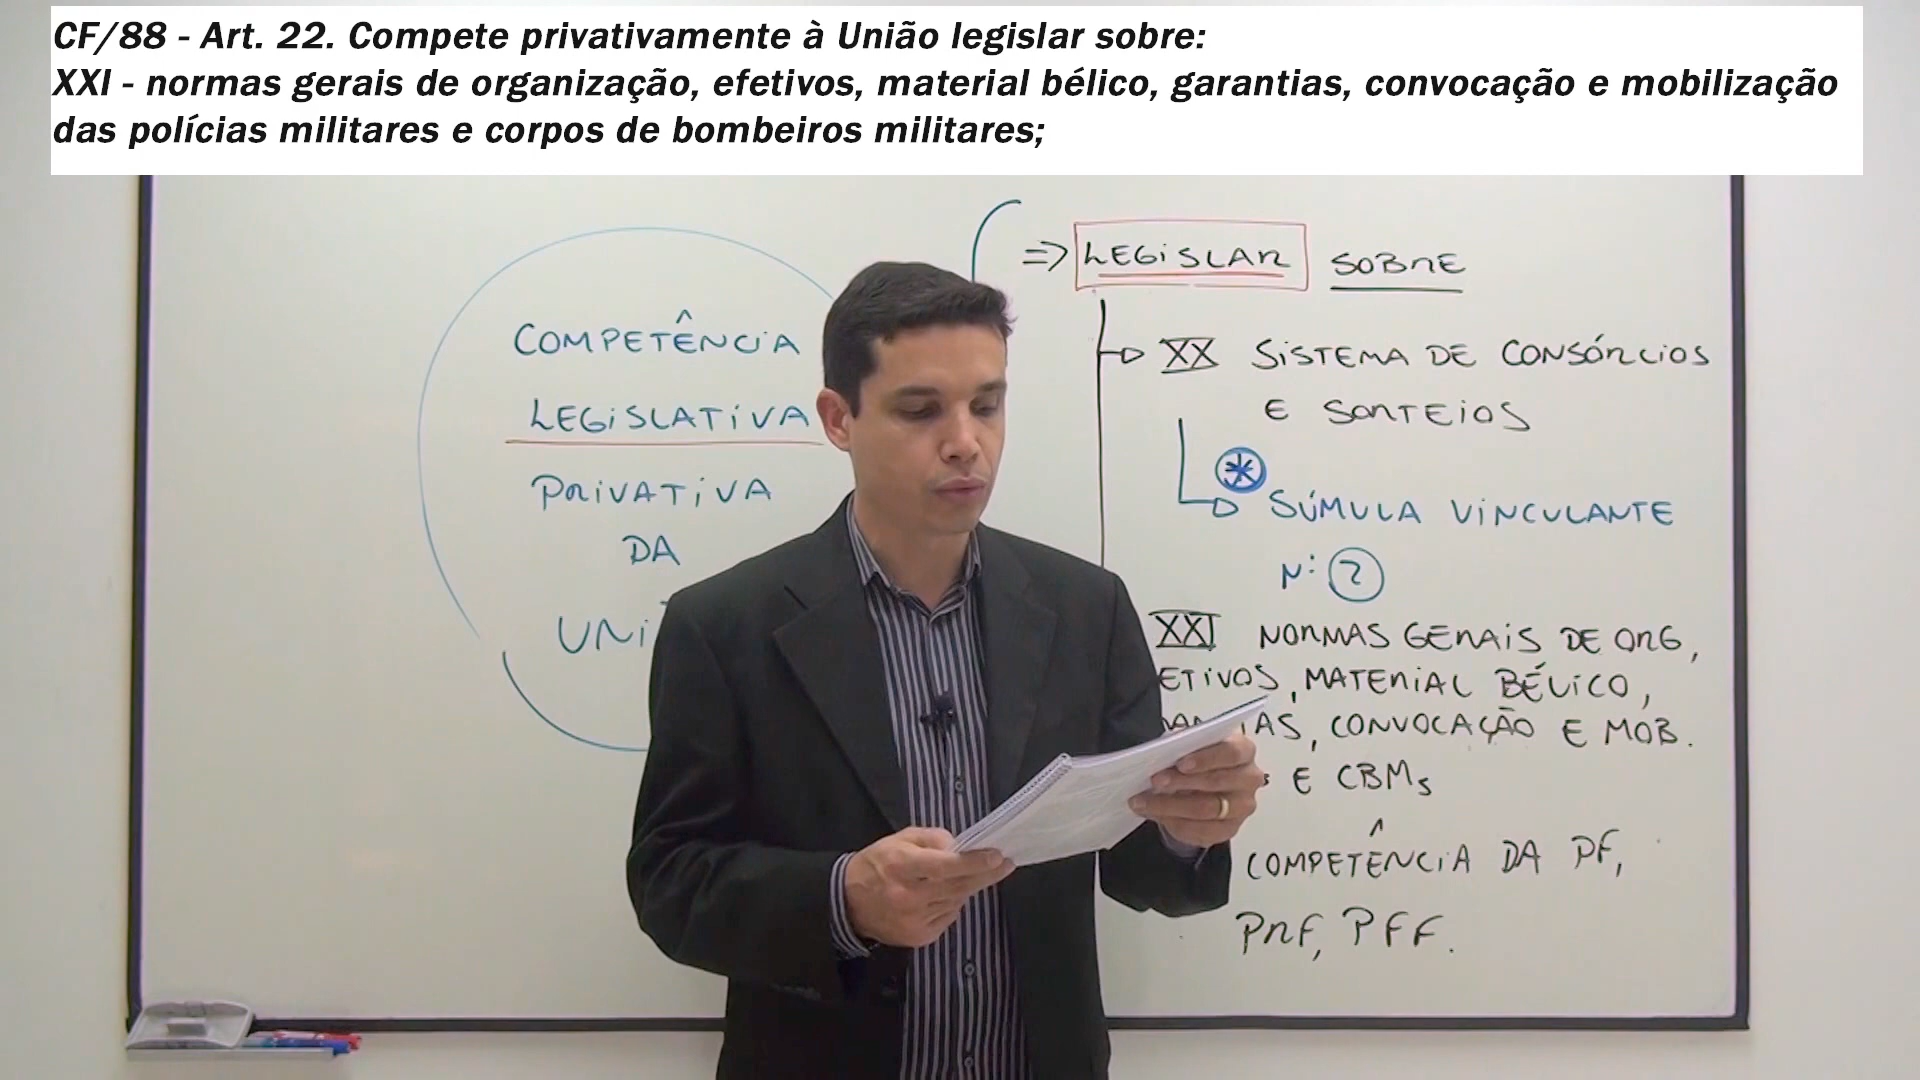 CF/88 - Art. 22. Compete privativamente à União legislar sobre:
XXI - normas gerais de organização, efetivos, material bélico, garantias, convocação e mobilização
das polícias militares e corpos de bombeiros militares;
COMPETÊNCIA
LEGISLATIVA
PRIVATIVA
DA
UNI
⇒ LEGISLAR SOBRE
XX SISTEMA DE CONSÓRCIOS
E SORTEIOS
* SÚMULA VINCULANTE
Nº: 2
XXI NORMAS GERAIS DE ORG,
ETIVOS, MATERIAL BÉLICO,
AS, CONVOCAÇÃO E MOB.
E CBMs
COMPETÊNCIA DA PF,
PRF, PFF.